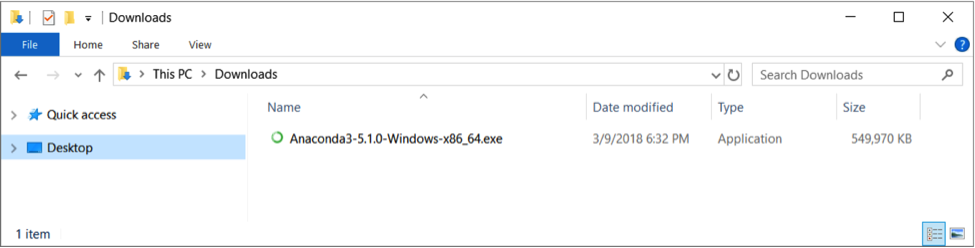 Downloads
File Home Share View
This PC Downloads Search Downloads
Quick access
Desktop
Name Date modified Type Size
Anaconda3-5.1.0-Windows-x86_64.exe 3/9/2018 6:32 PM Application 549,970 KB
1 item